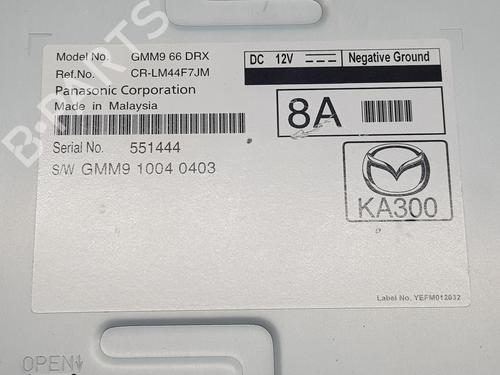 Model No: GMM9 66 DRX
Ref.No. CR-LM44F7JM
Panasonic Corporation
Made in Malaysia
DC 12V Negative Ground
8A
Serial No. 551444
S/W GMM9 1004 0403
KA300
Label No. YEFM012032
OPEN
B-PARTS